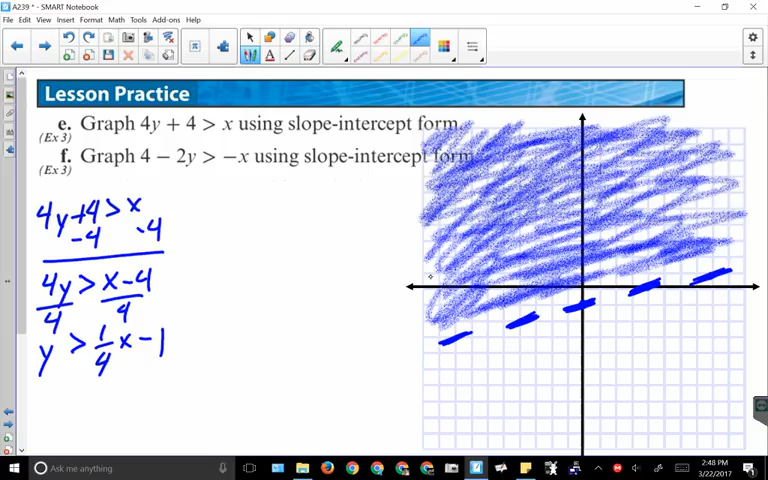 A239 * - SMART Notebook
File Edit View Insert Format Math Tools Add-ons Help
Lesson Practice
e. Graph 4y + 4 > x using slope-intercept form.
(Ex 3)
f. Graph 4 − 2y > −x using slope-intercept form.
(Ex 3)
4y+4>x
-4 -4
4y > x-4
4 4
y > 1/4 x - 1
Ask me anything
2:48 PM
3/22/2017